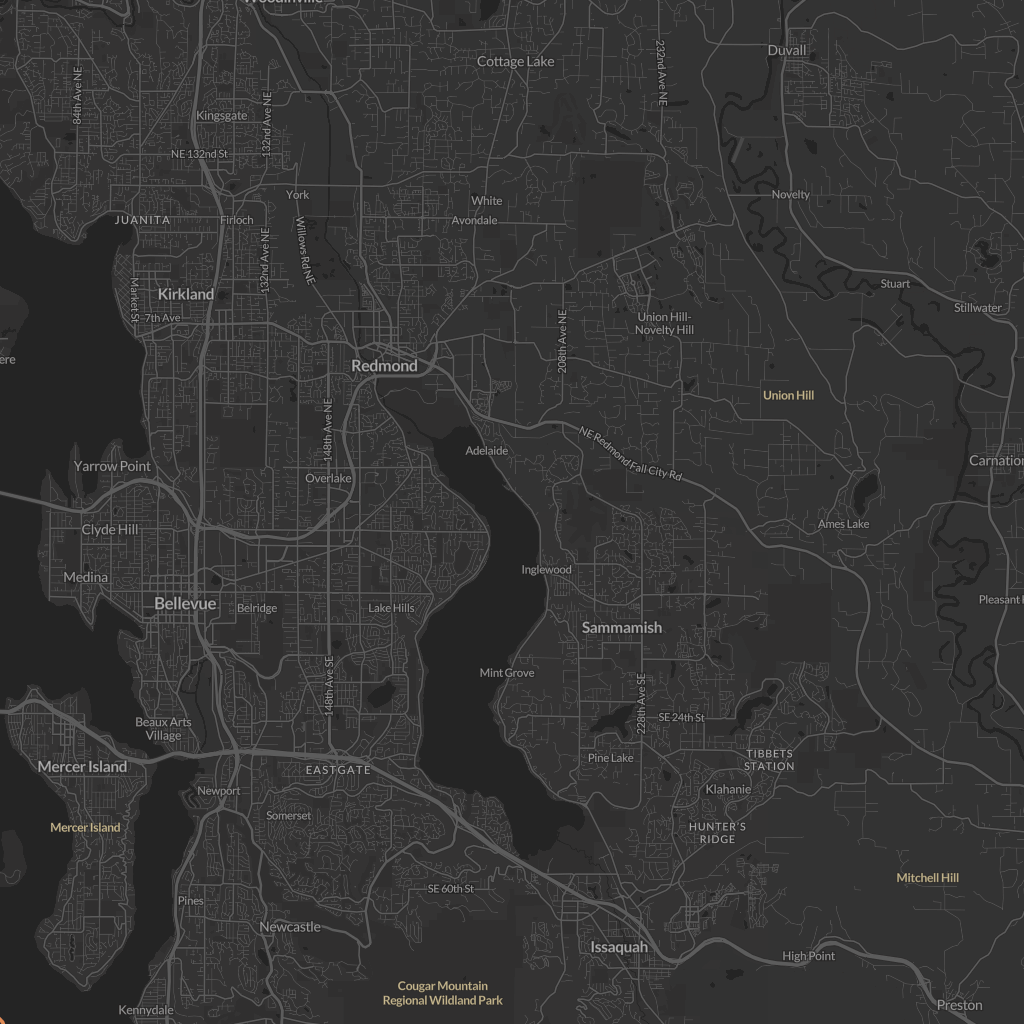 Woodinville
Cottage Lake
Duvall
84th Ave NE
232nd Ave NE
Kingsgate
132nd Ave NE
NE 132nd St
York
White
Novelty
JUANITA
Firloch
Avondale
132nd Ave NE
Willows Rd NE
Market St
Kirkland
Stuart
7th Ave
Stillwater
Union Hill-
Novelty Hill
208th Ave NE
ere
Redmond
Union Hill
148th Ave NE
NE Redmond Fall City Rd
Adelaide
Yarrow Point
Carnation
Overlake
Clyde Hill
Ames Lake
Medina
Inglewood
Bellevue
Belridge
Lake Hills
Pleasant
Sammamish
148th Ave SE
Mint Grove
228th Ave SE
Beaux Arts
Village
SE 24th St
Mercer Island
EASTGATE
Pine Lake
TIBBETS
STATION
Newport
Klahanie
Mercer Island
Somerset
HUNTER'S
RIDGE
SE 60th St
Mitchell Hill
Pines
Newcastle
Issaquah
High Point
Cougar Mountain
Regional Wildland Park
Kennydale
Preston